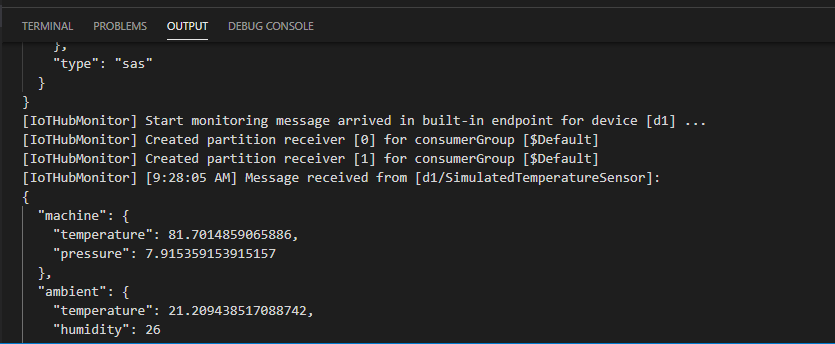 TERMINAL PROBLEMS OUTPUT DEBUG CONSOLE
},
"type": "sas"
}
}
[IoTHubMonitor] Start monitoring message arrived in built-in endpoint for device [d1] ...
[IoTHubMonitor] Created partition receiver [0] for consumerGroup [$Default]
[IoTHubMonitor] Created partition receiver [1] for consumerGroup [$Default]
[IoTHubMonitor] [9:28:05 AM] Message received from [d1/SimulatedTemperatureSensor]:
{
"machine": {
"temperature": 81.7014859065886,
"pressure": 7.915359153915157
},
"ambient": {
"temperature": 21.209438517088742,
"humidity": 26